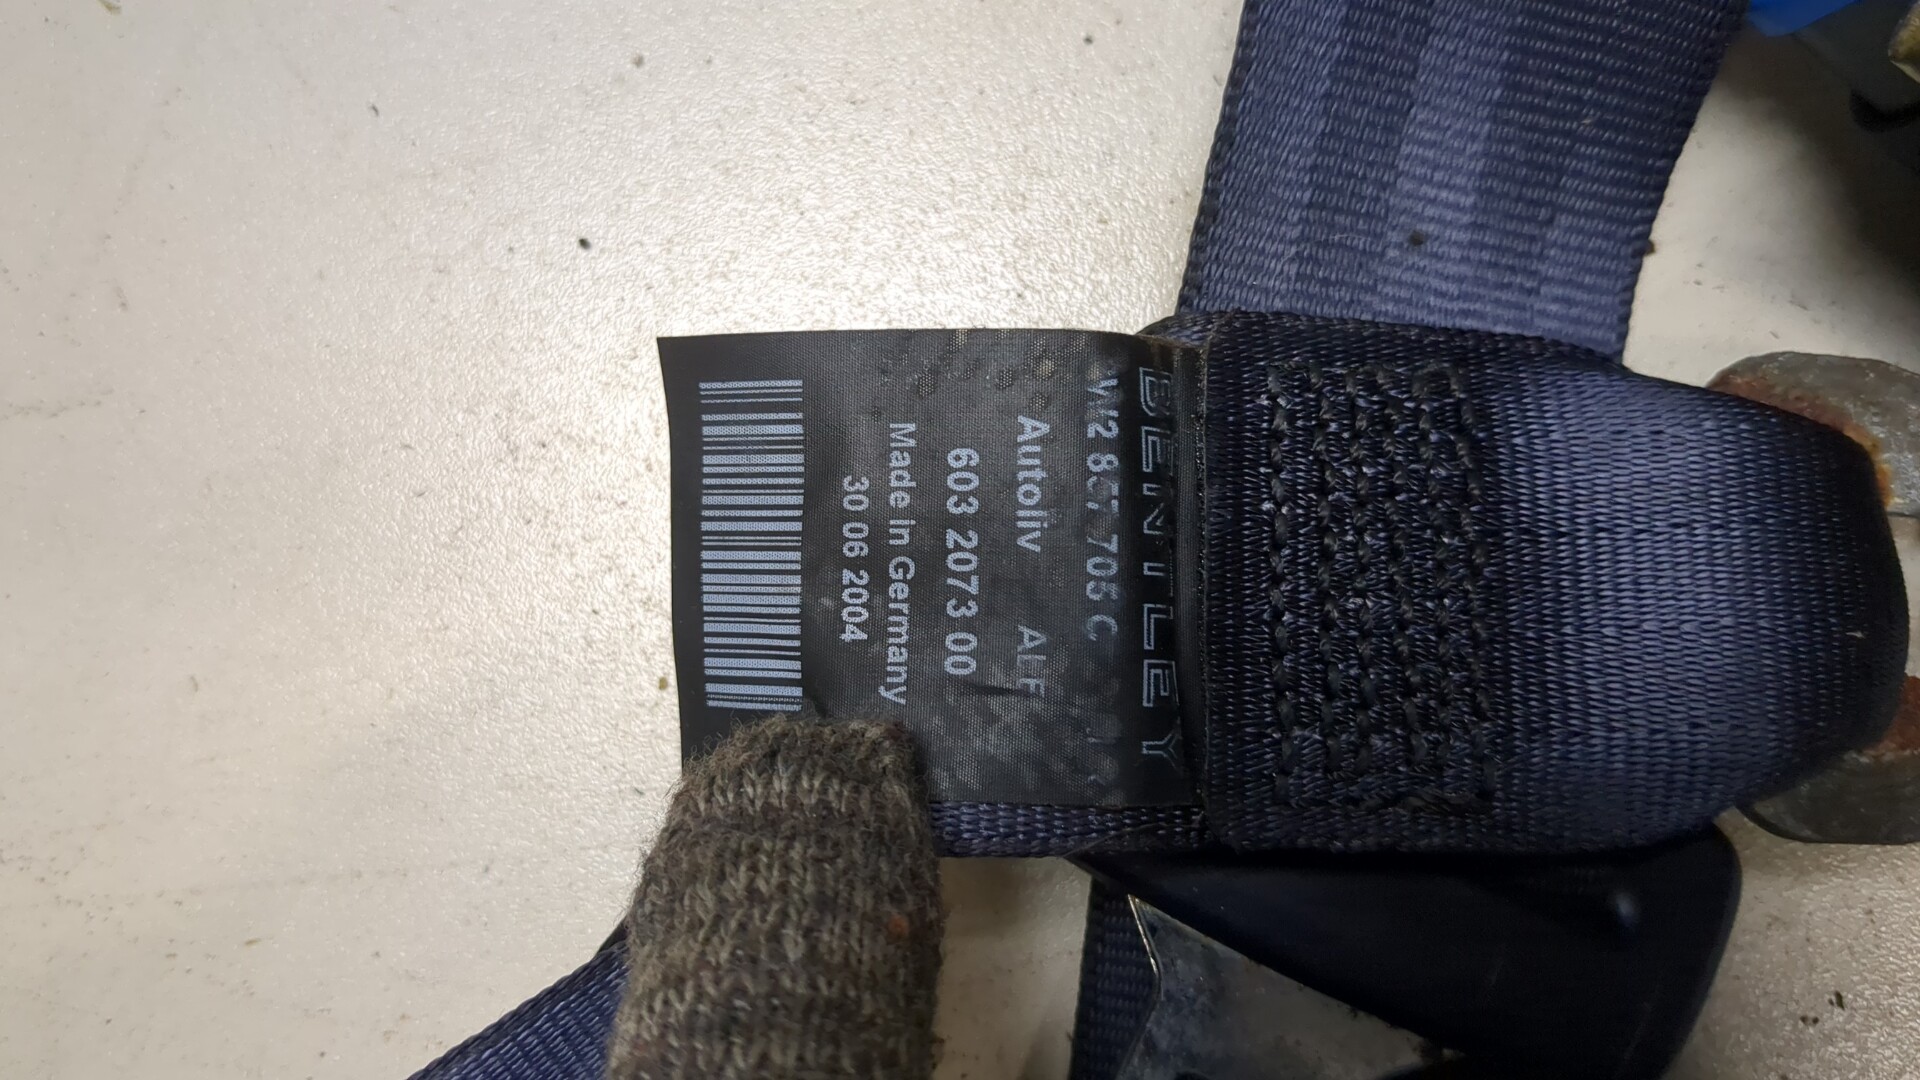 BENTLEY
Autoliv
603 2073 00
Made in Germany
30 06 2004